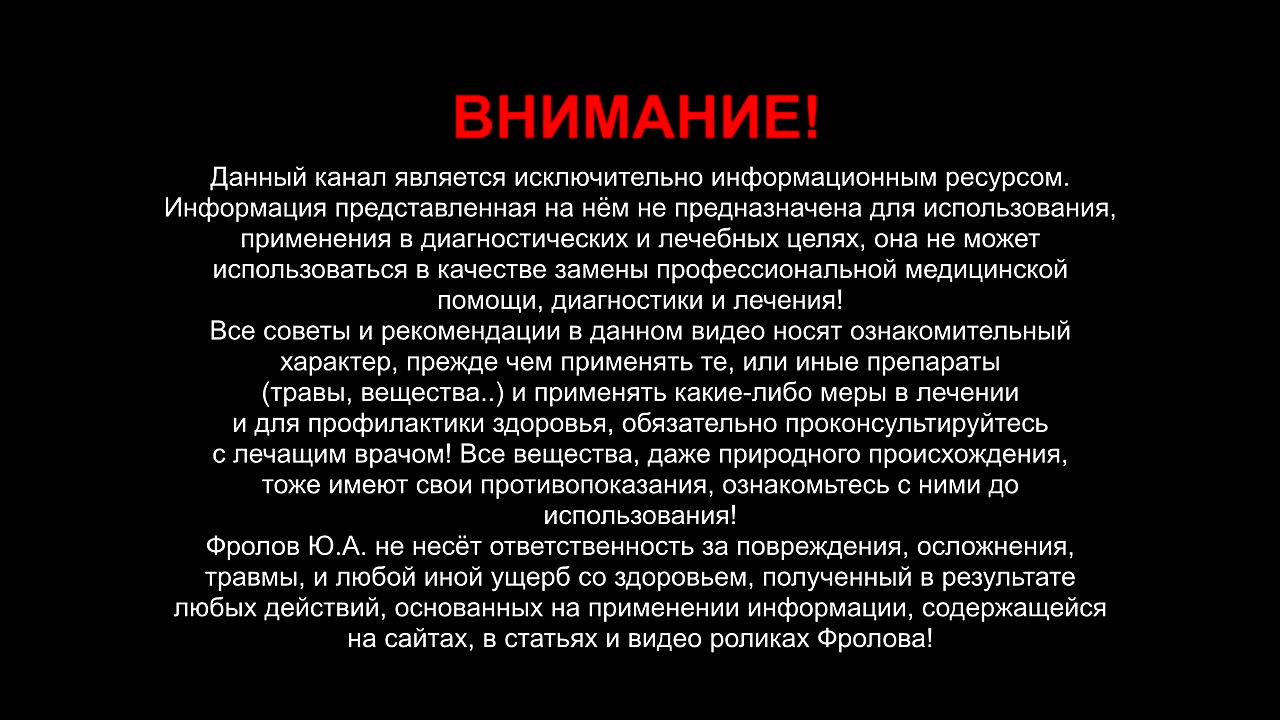 ВНИМАНИЕ!
Данный канал является исключительно информационным ресурсом.
Информация представленная на нём не предназначена для использования,
применения в диагностических и лечебных целях, она не может
использоваться в качестве замены профессиональной медицинской
помощи, диагностики и лечения!
Все советы и рекомендации в данном видео носят ознакомительный
характер, прежде чем применять те, или иные препараты
(травы, вещества..) и применять какие-либо меры в лечении
и для профилактики здоровья, обязательно проконсультируйтесь
с лечащим врачом! Все вещества, даже природного происхождения,
тоже имеют свои противопоказания, ознакомьтесь с ними до
использования!
Фролов Ю.А. не несёт ответственность за повреждения, осложнения,
травмы, и любой иной ущерб со здоровьем, полученный в результате
любых действий, основанных на применении информации, содержащейся
на сайтах, в статьях и видео роликах Фролова!